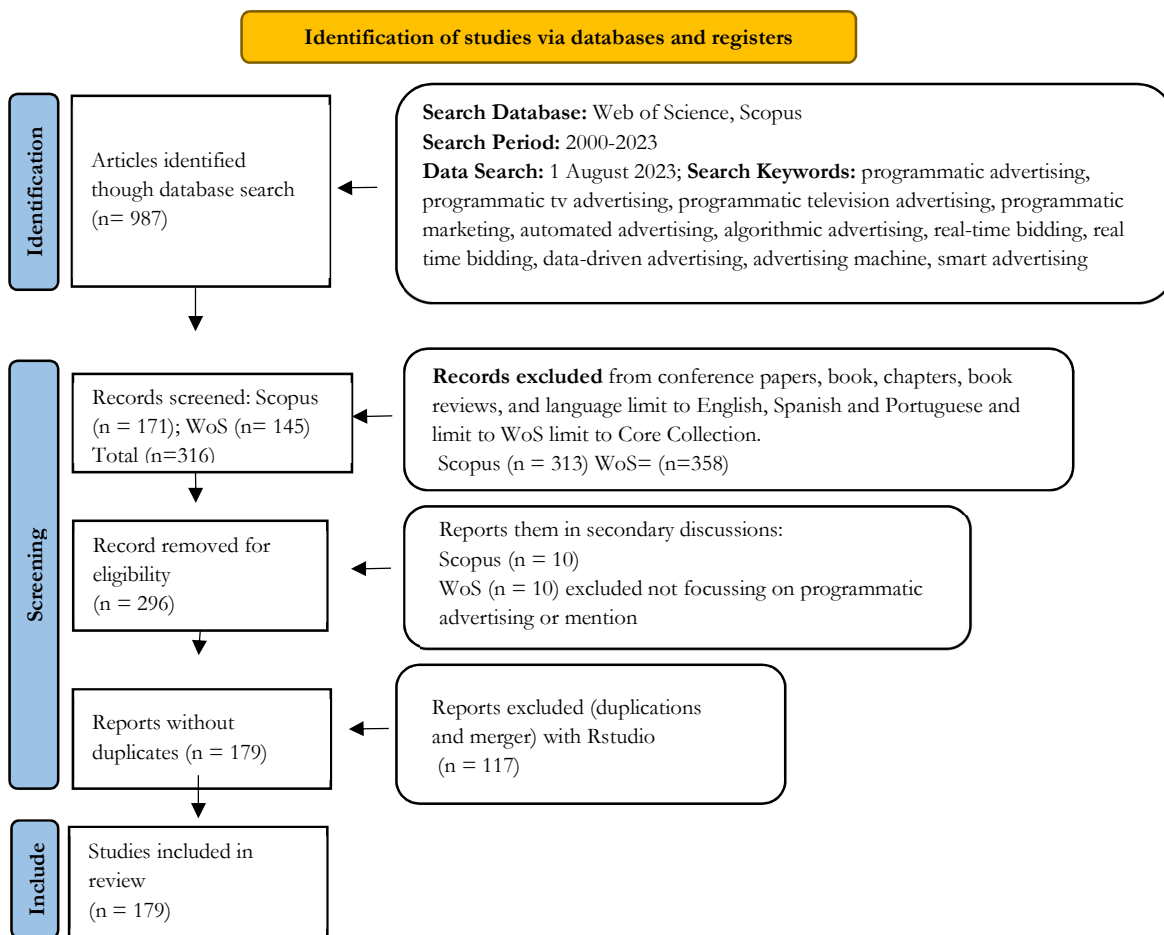 Identification of studies via databases and registers
Identification
Articles identified
though database search
(n= 987)
Search Database: Web of Science, Scopus
Search Period: 2000-2023
Data Search: 1 August 2023; Search Keywords: programmatic advertising,
programmatic tv advertising, programmatic television advertising, programmatic
marketing, automated advertising, algorithmic advertising, real-time bidding, real
time bidding, data-driven advertising, advertising machine, smart advertising
Screening
Records screened: Scopus
(n = 171); WoS (n= 145)
Total (n=316)
Records excluded from conference papers, book, chapters, book
reviews, and language limit to English, Spanish and Portuguese and
limit to WoS limit to Core Collection.
Scopus (n = 313) WoS= (n=358)
Record removed for
eligibility
(n = 296)
Reports them in secondary discussions:
Scopus (n = 10)
WoS (n = 10) excluded not focussing on programmatic
advertising or mention
Reports without
duplicates (n = 179)
Reports excluded (duplications
and merger) with Rstudio
(n = 117)
Include
Studies included in
review
(n = 179)